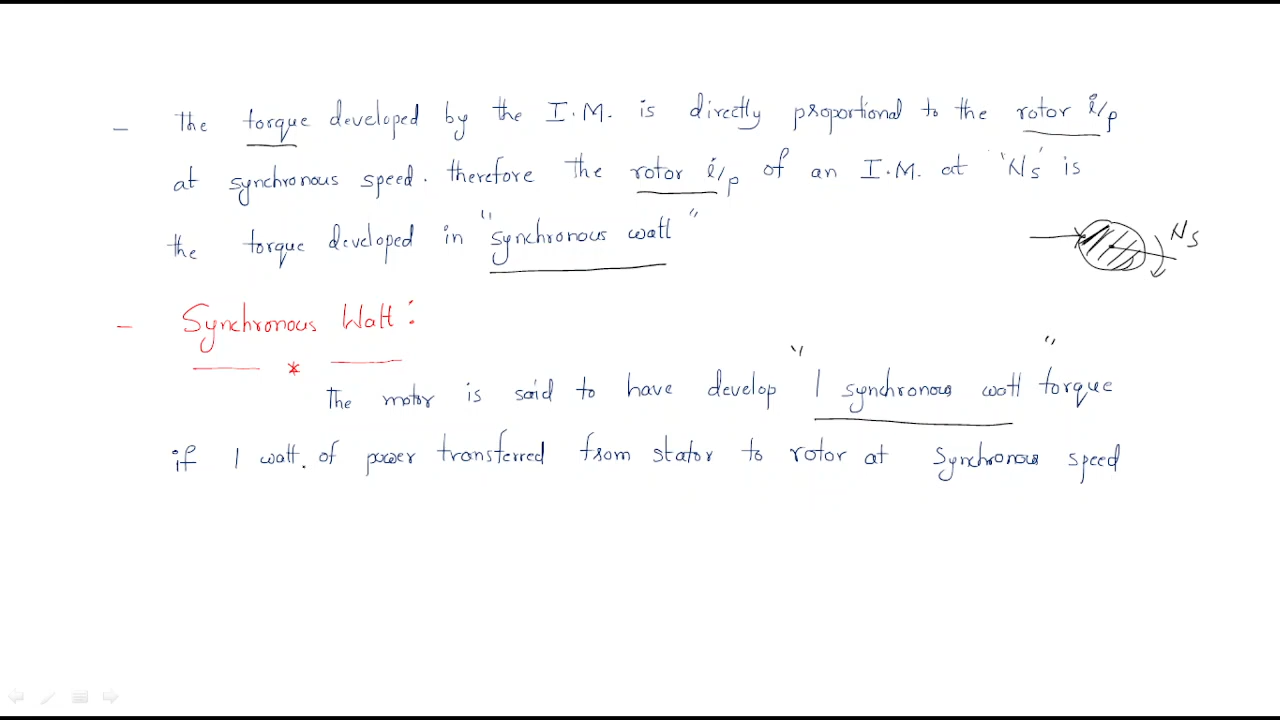 - The torque developed by the I.M. is directly proportional to the rotor i/p
at synchronous speed. therefore the rotor i/p of an I.M. at 'Ns' is
the torque developed in "synchronous watt"
Ns
- Synchronous Watt:
*
The motor is said to have develop "1 synchronous watt" torque
if 1 watt. of power transferred from stator to rotor at synchronous speed